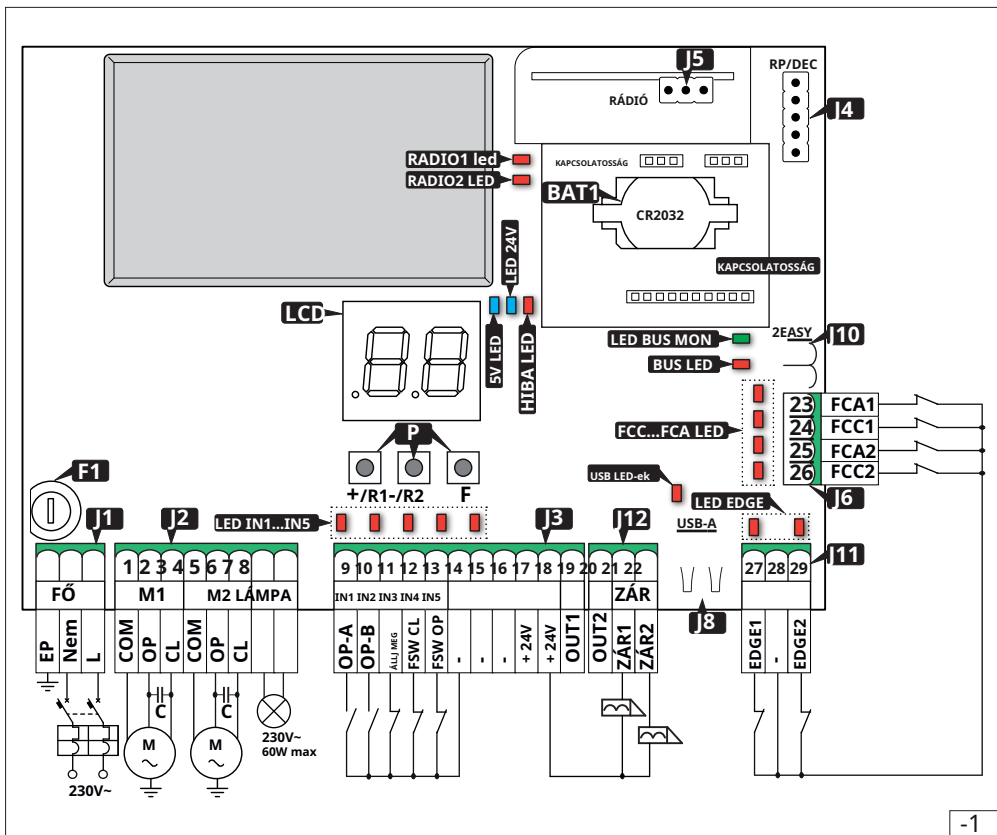 J5
RP/DEC
RÁDIÓ
J4
RADIO1 led
RADIO2 LED
KAPCSOLATOSSÁG
BAT1
CR2032
LED 24V
KAPCSOLATOSSÁG
LCD
5V LED
HIBA LED
LED BUS MON
2EASY
J10
BUS LED
23 FCA1
24 FCC1
25 FCA2
26 FCC2
FCC...FCA LED
P
F1
+/R1-/R2 F
USB LED-ek
J6
LED EDGE
J1
J2
LED IN1...IN5
J3
J12
USB-A
J11
1 2 3 4 5 6 7 8
9 10 11 12 13 14 15 16 17 18 19 20 21 22
27 28 29
FŐ
M1
M2 LÁMPA
IN1 IN2 IN3 IN4 IN5
ZÁR
J8
EP
Nem
L
COM
OP
CL
COM
OP
CL
OP-A
OP-B
ÁLLJ MEG
FSW CL
FSW OP
-
-
-
+ 24V
+ 24V
OUT1
OUT2
ZÁR1
ZÁR2
EDGE1
-
EDGE2
C
C
M
~
M
~
230V~
60W max
230V~
-1